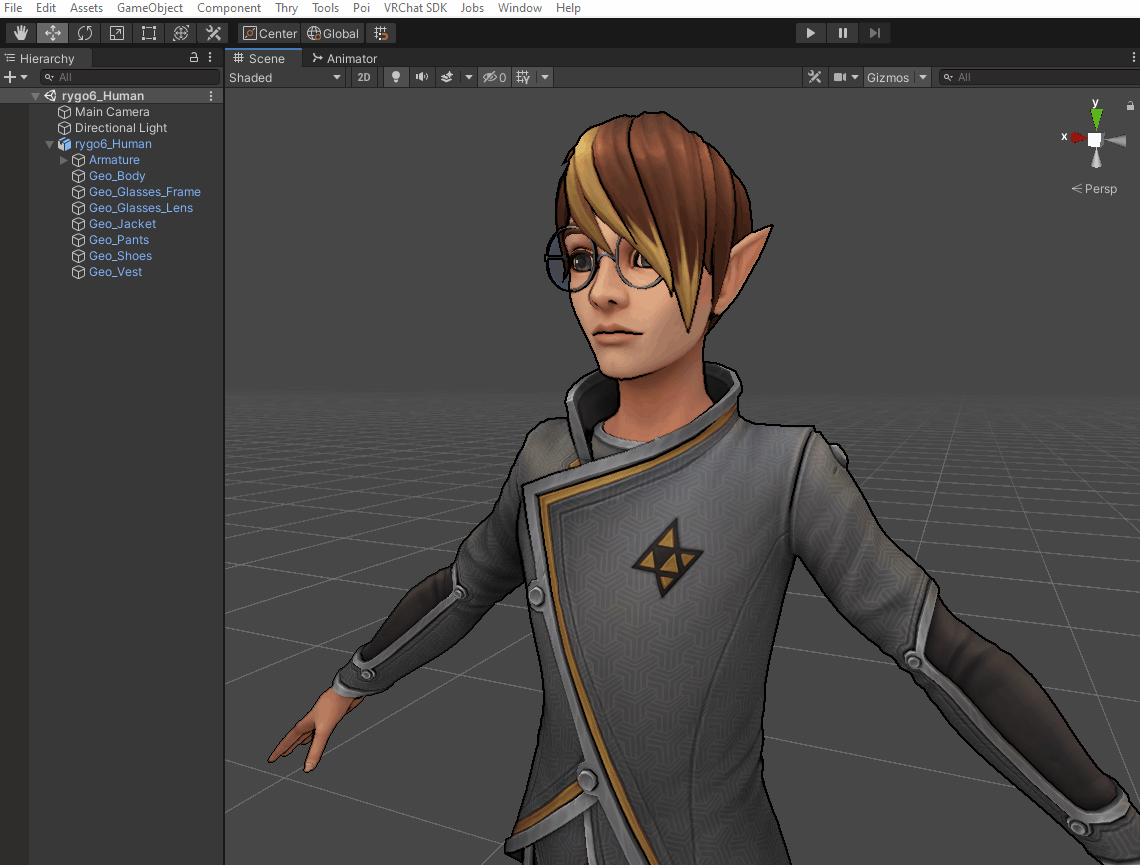 File Edit Assets GameObject Component Thry Tools Poi VRChat SDK Jobs Window Help
Center Global
Hierarchy
All
rygo6_Human
Main Camera
Directional Light
rygo6_Human
Armature
Geo_Body
Geo_Glasses_Frame
Geo_Glasses_Lens
Geo_Jacket
Geo_Pants
Geo_Shoes
Geo_Vest
Scene Animator
Shaded 2D 0 Gizmos All
y
x
Persp